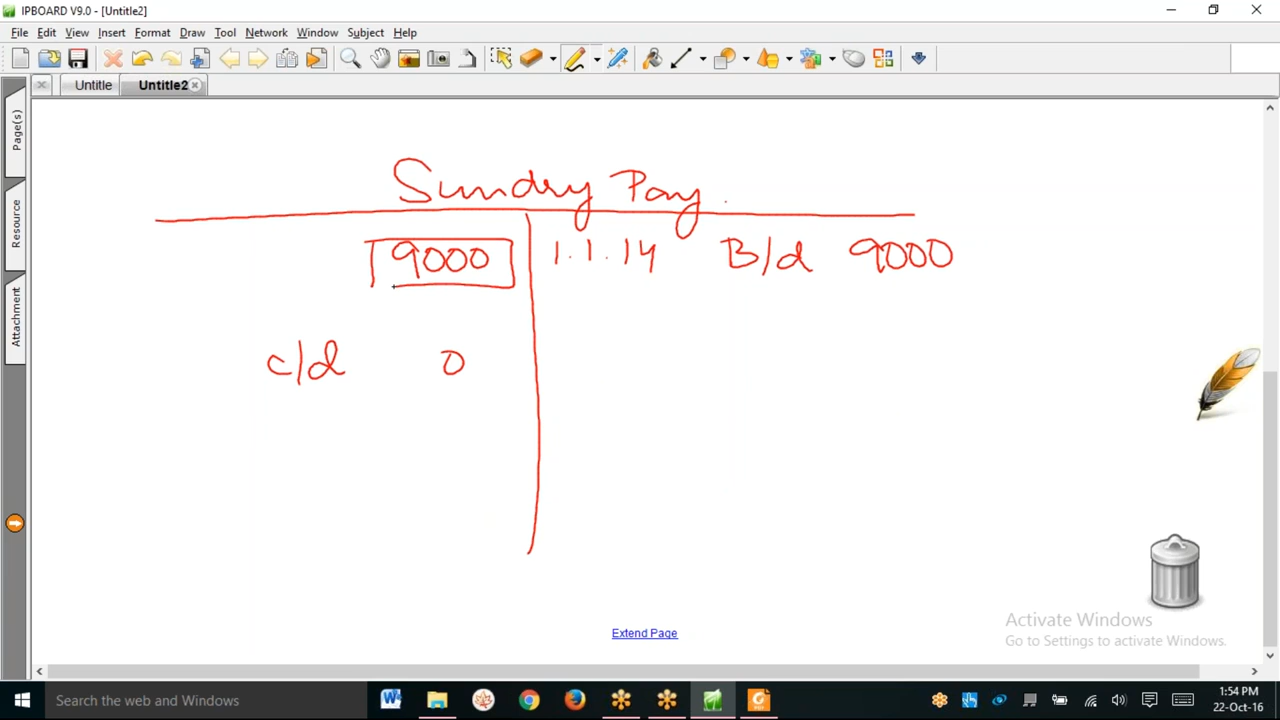 IPBOARD V9.0 - [Untitle2]
File Edit View Insert Format Draw Tool Network Window Subject Help
Untitle Untitle2
Page(s)
Resource
Attachment
Sundry Pay.
9000 1.1.14 B/d 9000
c/d 0
Extend Page
Activate Windows
Go to Settings to activate Windows.
Search the web and Windows
1:54 PM
22-Oct-16